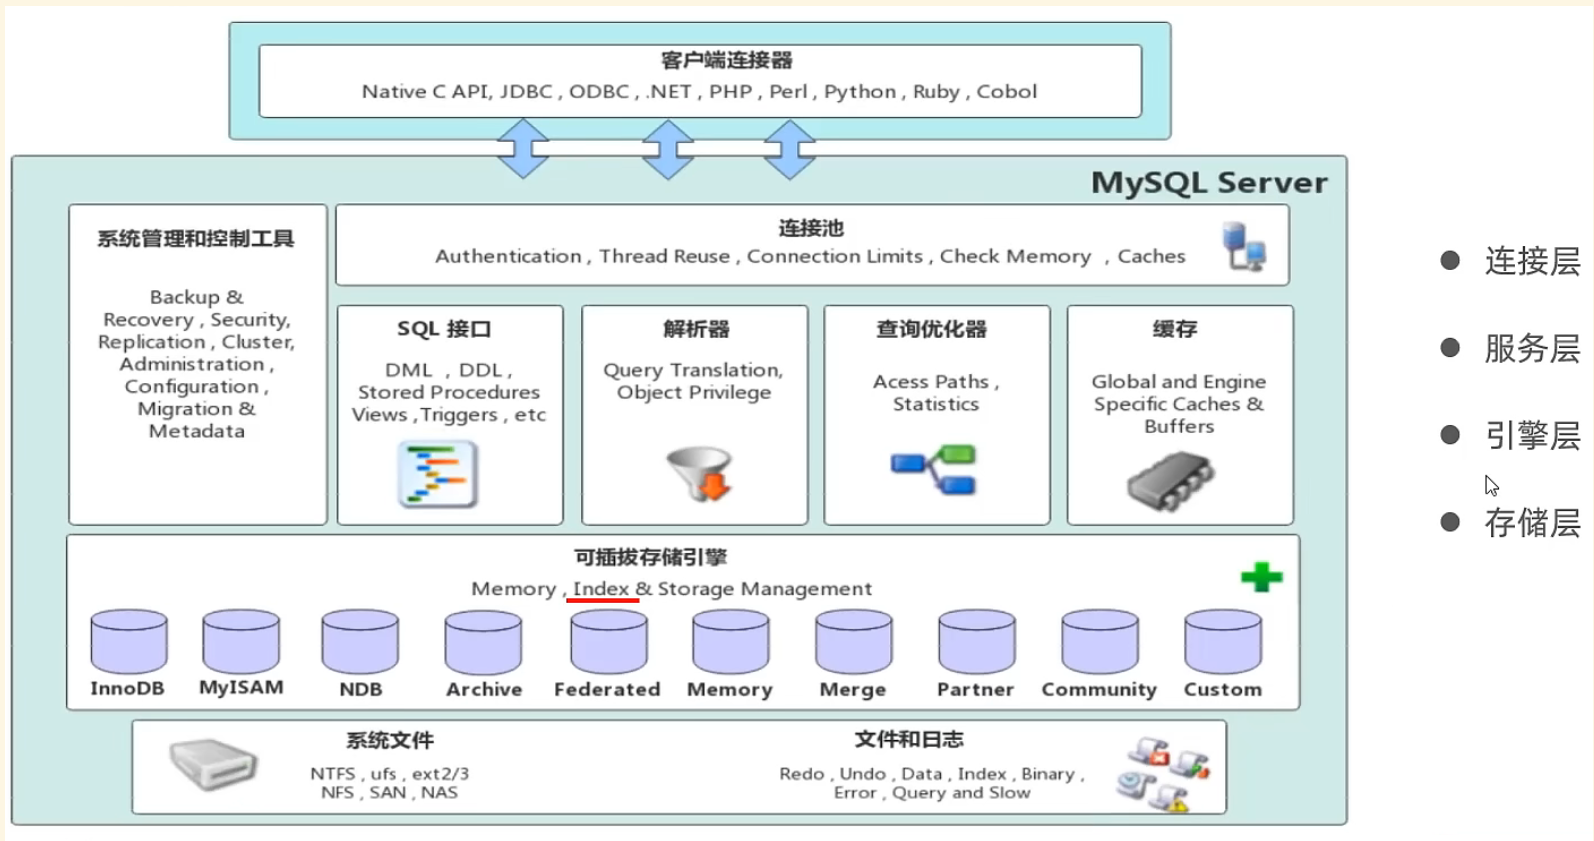 客户端连接器
Native C API, JDBC , ODBC , .NET , PHP , Perl , Python , Ruby , Cobol
MySQL Server
系统管理和控制工具
Backup &
Recovery , Security,
Replication , Cluster,
Administration ,
Configuration ,
Migration &
Metadata
连接池
Authentication , Thread Reuse , Connection Limits , Check Memory , Caches
SQL 接口
DML , DDL ,
Stored Procedures
Views ,Triggers , etc
解析器
Query Translation,
Object Privilege
查询优化器
Acess Paths ,
Statistics
缓存
Global and Engine
Specific Caches &
Buffers
可插拔存储引擎
Memory , Index & Storage Management
InnoDB
MyISAM
NDB
Archive
Federated
Memory
Merge
Partner
Community
Custom
系统文件
NTFS , ufs , ext2/3
NFS , SAN , NAS
文件和日志
Redo , Undo , Data , Index , Binary ,
Error , Query and Slow
连接层
服务层
引擎层
存储层